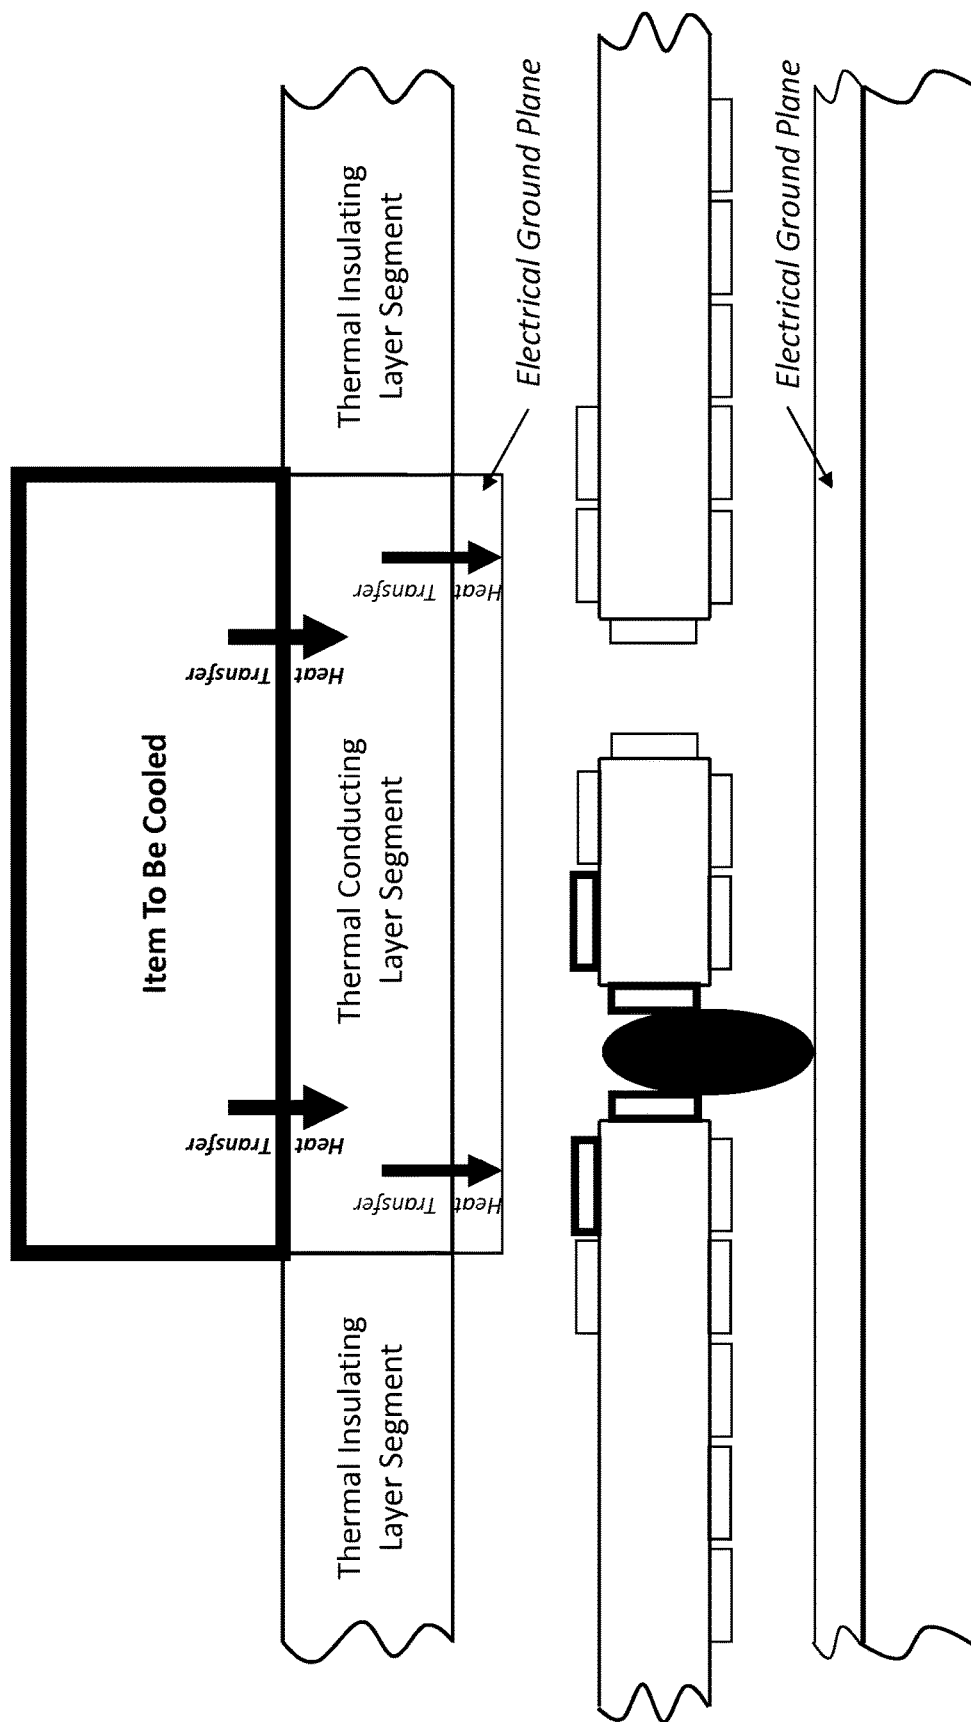 Item To Be Cooled
Heat
Transfer
Heat
Transfer
Thermal Insulating
Layer Segment
Thermal Conducting
Layer Segment
Thermal Insulating
Layer Segment
Heat Transfer
Heat Transfer
Electrical Ground Plane
Electrical Ground Plane